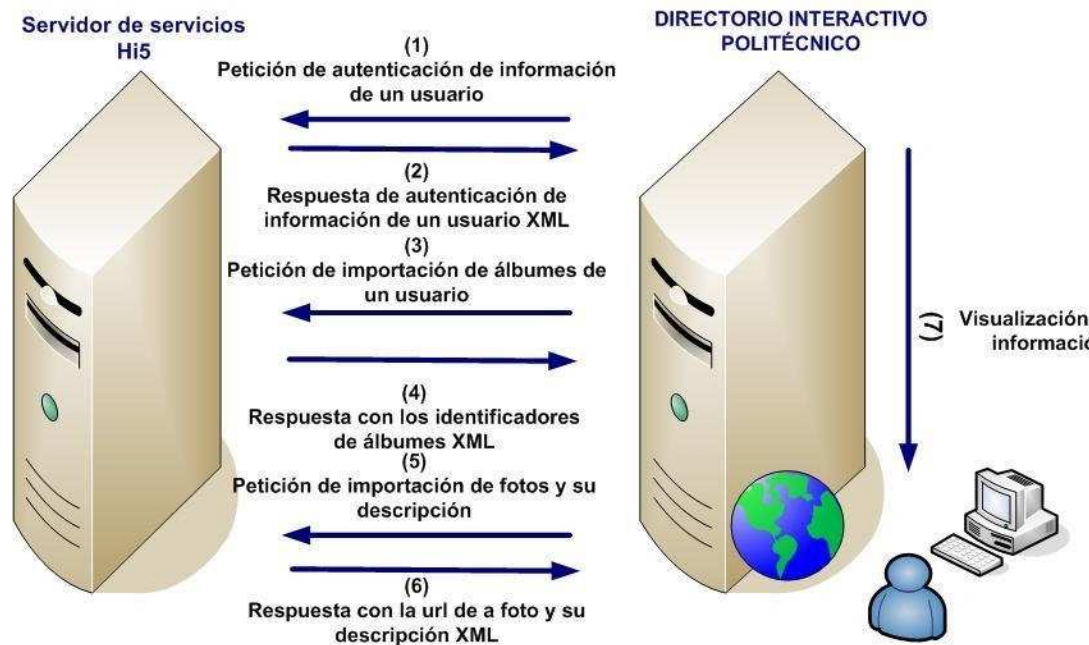 Servidor de servicios
Hi5
DIRECTORIO INTERACTIVO
POLITÉCNICO
(1)
Petición de autenticación de información
de un usuario
(2)
Respuesta de autenticación de
información de un usuario XML
(3)
Petición de importación de álbumes de
un usuario
(4)
Respuesta con los identificadores
de álbumes XML
(5)
Petición de importación de fotos y su
descripción
(6)
Respuesta con la url de a foto y su
descripción XML
(7)
Visualización